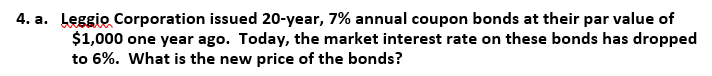 4. a. Leggio Corporation issued 20-year, 7% annual coupon bonds at their par value of
$1,000 one year ago. Today, the market interest rate on these bonds has dropped
to 6%. What is the new price of the bonds?